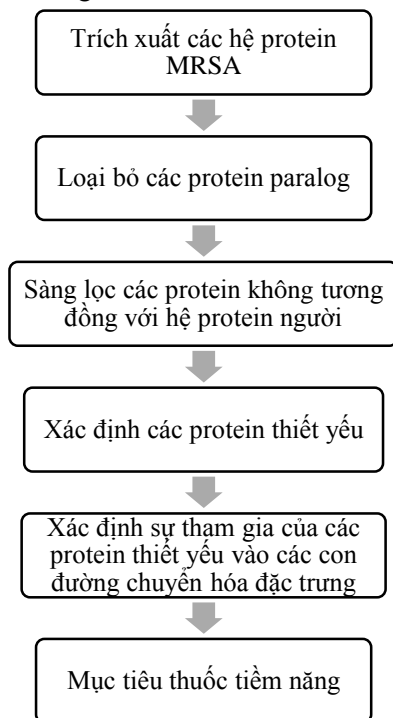 Trích xuất các hệ protein
MRSA
Loại bỏ các protein paralog
Sàng lọc các protein không tương
đồng với hệ protein người
Xác định các protein thiết yếu
Xác định sự tham gia của các
protein thiết yếu vào các con
đường chuyển hóa đặc trưng
Mục tiêu thuốc tiềm năng